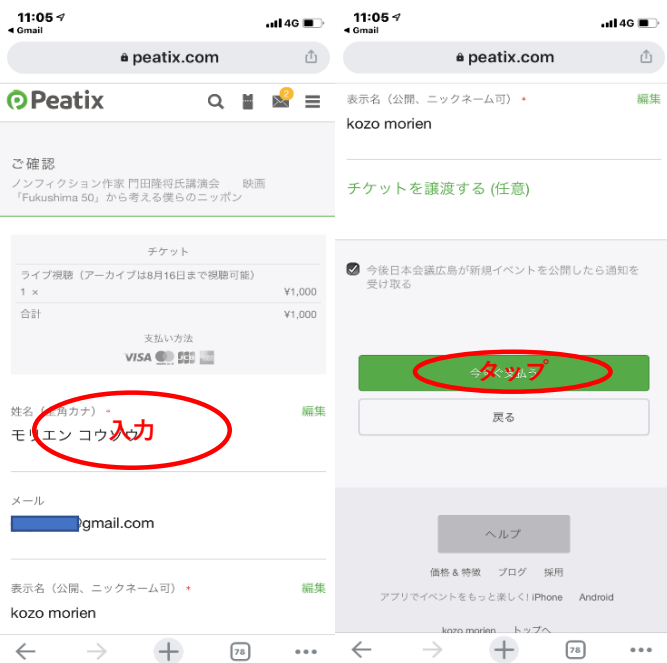 11:05
Gmail
4G
peatix.com
Peatix
2
ご確認
ノンフィクション作家 門田隆将氏講演会 映画
「Fukushima 50」から考える僕らのニッポン
チケット
ライブ視聴（アーカイブは8月16日まで視聴可能）
1 × ¥1,000
合計 ¥1,000
支払い方法
VISA
JCB
姓名（全角カナ） * 編集
モリエン コウゾウ
入力
メール
@gmail.com
表示名（公開、ニックネーム可） * 編集
kozo morien
78
11:05
Gmail
4G
peatix.com
表示名（公開、ニックネーム可） * 編集
kozo morien
チケットを譲渡する (任意)
今後日本会議広島が新規イベントを公開したら通知を
受け取る
今すぐ支払う
タップ
戻る
ヘルプ
価格 & 特徴 ブログ 採用
アプリでイベントをもっと楽しく! iPhone Android
kozo morien トップへ
78